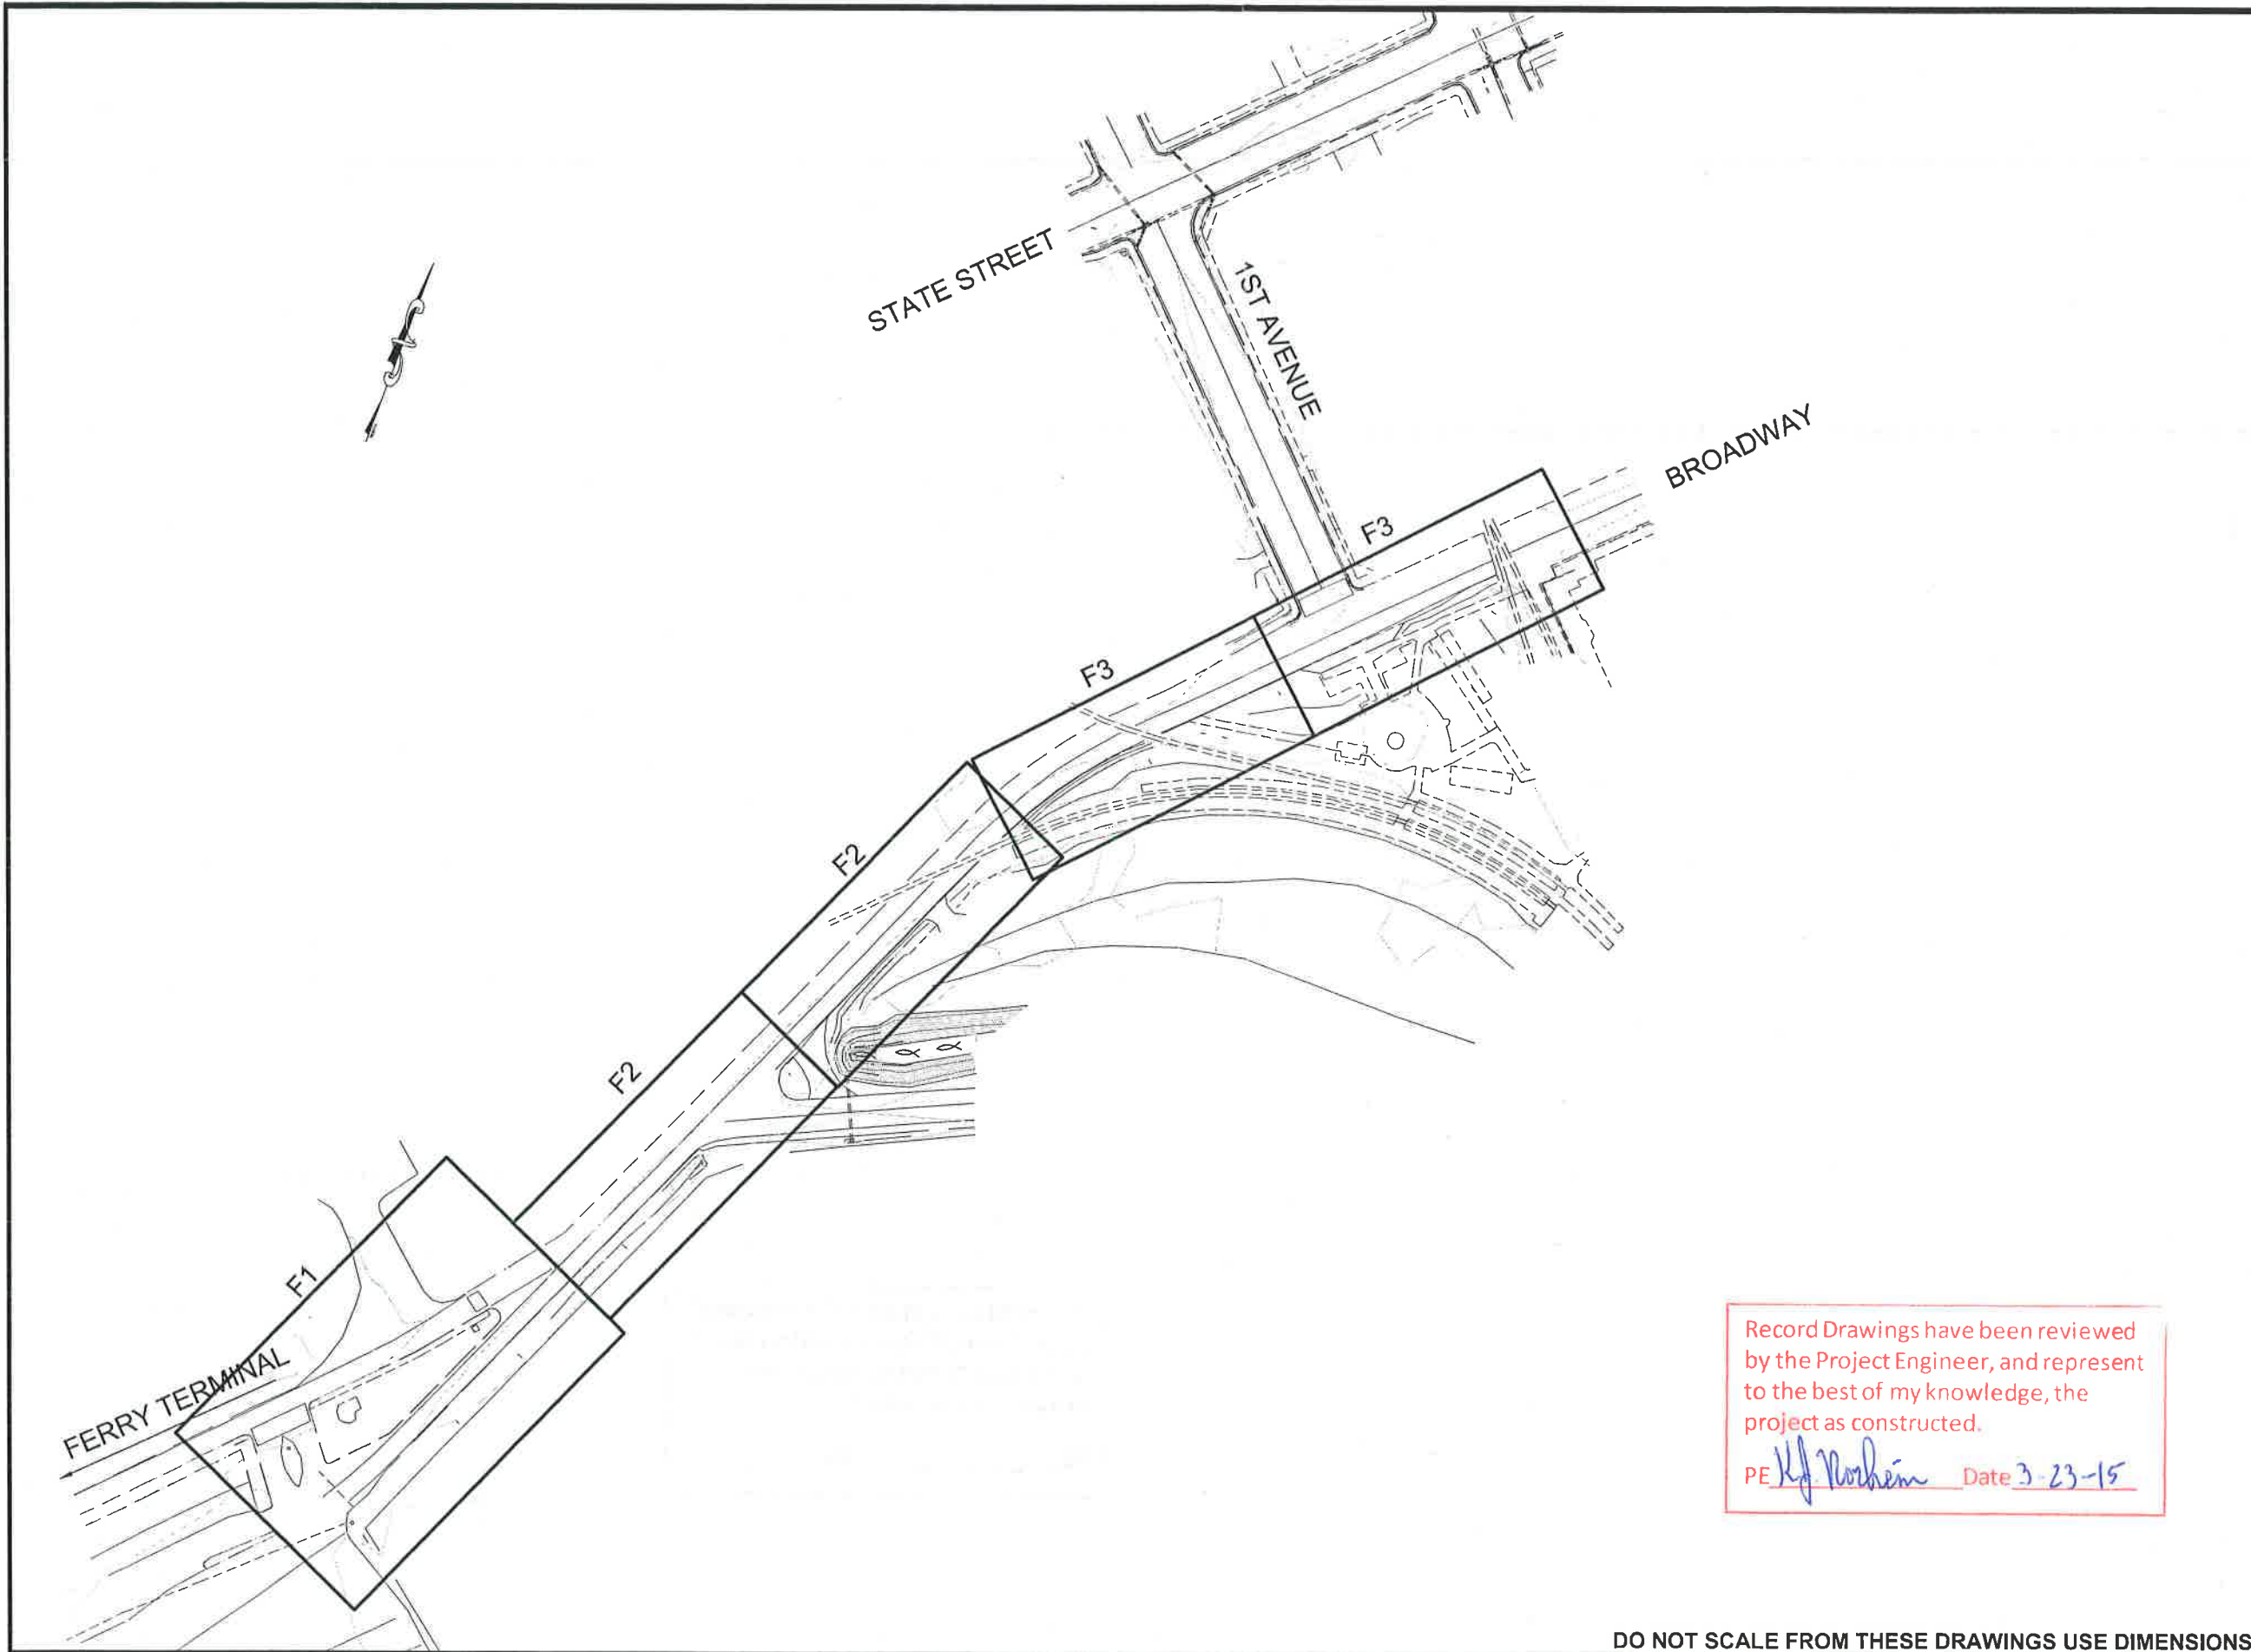 STATE STREET
1ST AVENUE
BROADWAY
F3
F3
F2
F2
F1
FERRY TERMINAL
Record Drawings have been reviewed
by the Project Engineer, and represent
to the best of my knowledge, the
project as constructed.
PE Date 3-23-15
DO NOT SCALE FROM THESE DRAWINGS USE DIMENSIONS